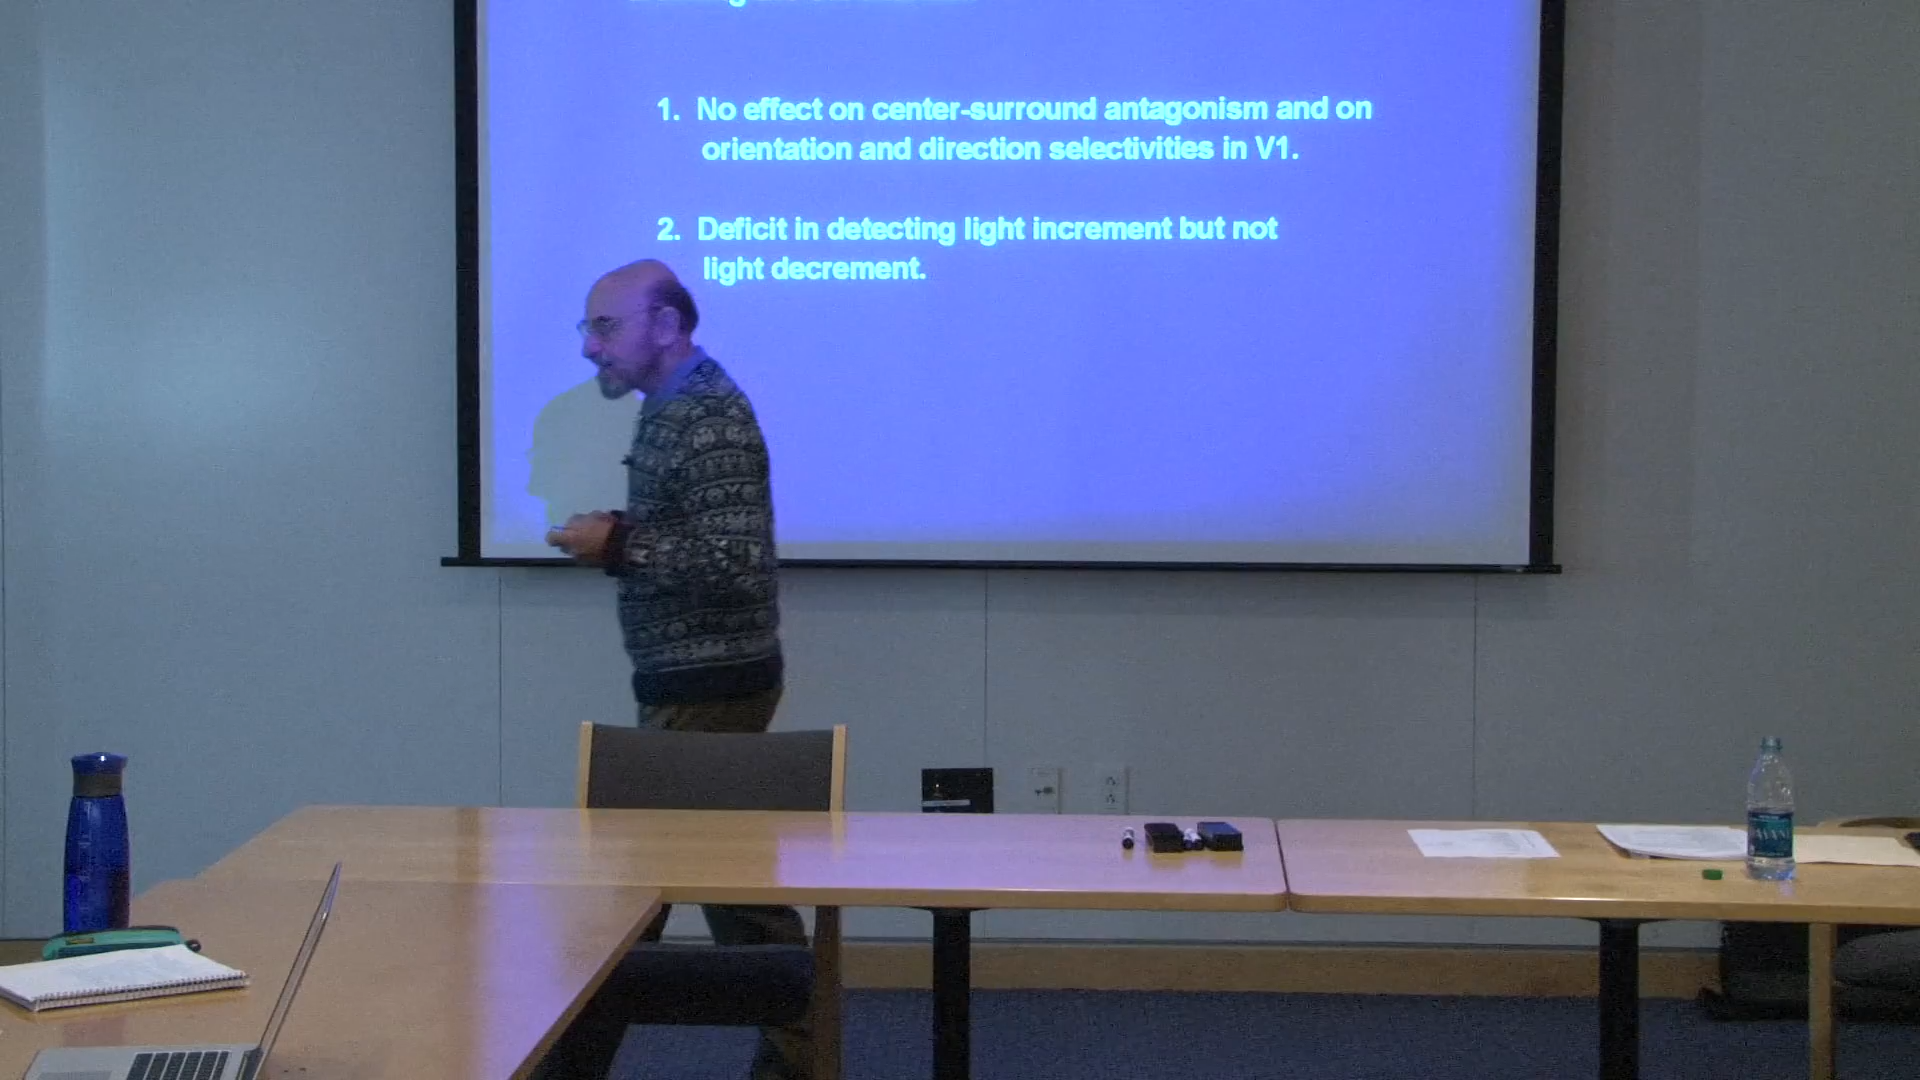 1. No effect on center-surround antagonism and on
orientation and direction selectivities in V1.
2. Deficit in detecting light increment but not
light decrement.